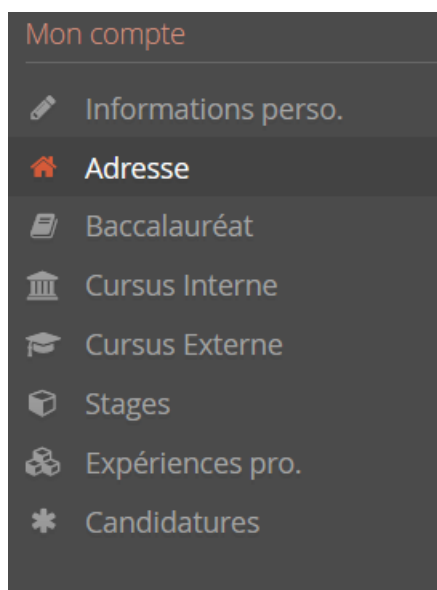 Mon compte
Informations perso.
Adresse
Baccalauréat
Cursus Interne
Cursus Externe
Stages
Expériences pro.
Candidatures